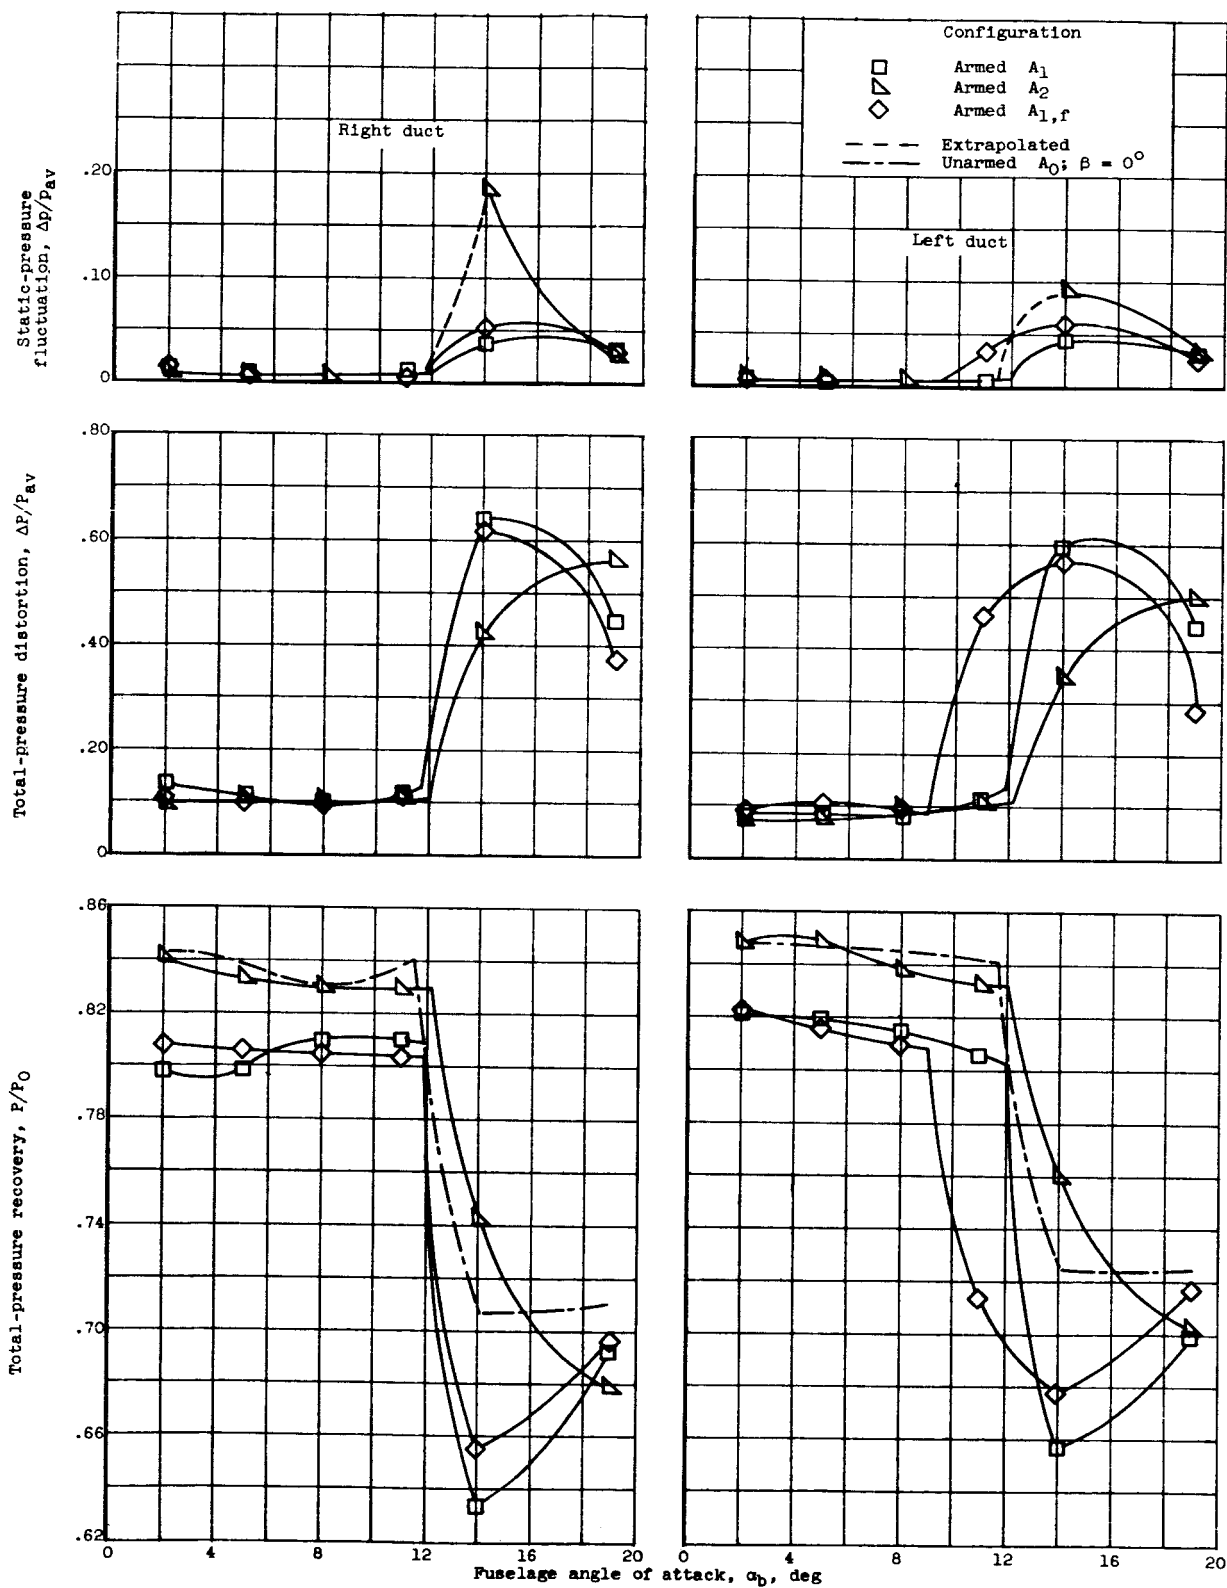 Configuration
Armed A1
Armed A2
Armed A1,f
Extrapolated
Unarmed A0; β = 0°
Right duct
Left duct
Static-pressure
fluctuation, Δp/pav
.20
.10
0
Total-pressure distortion, ΔP/Pav
.80
.60
.40
.20
0
Total-pressure recovery, P/P0
.86
.82
.78
.74
.70
.66
.62
0 4 8 12 16 20
0 4 8 12 16 20
Fuselage angle of attack, αb, deg